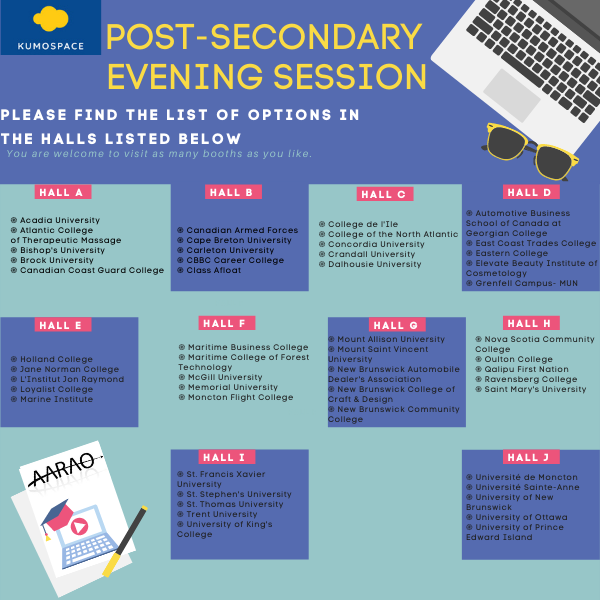 KUMOSPACE
POST-SECONDARY
EVENING SESSION
PLEASE FIND THE LIST OF OPTIONS IN
THE HALLS LISTED BELOW
You are welcome to visit as many booths as you like.
HALL A
Acadia University
Atlantic College
of Therapeutic Massage
Bishop's University
Brock University
Canadian Coast Guard College
HALL B
Canadian Armed Forces
Cape Breton University
Carleton University
CBBC Career College
Class Afloat
HALL C
College de l'Ile
College of the North Atlantic
Concordia University
Crandall University
Dalhousie University
HALL D
Automotive Business
School of Canada at
Georgian College
East Coast Trades College
Eastern College
Elevate Beauty Institute of
Cosmetology
Grenfell Campus- MUN
HALL E
Holland College
Jane Norman College
L'Institut Jon Raymond
Loyalist College
Marine Institute
HALL F
Maritime Business College
Maritime College of Forest
Technology
McGill University
Memorial University
Moncton Flight College
HALL G
Mount Allison University
Mount Saint Vincent
University
New Brunswick Automobile
Dealer's Association
New Brunswick College of
Craft & Design
New Brunswick Community
College
HALL H
Nova Scotia Community
College
Oulton College
Qalipu First Nation
Ravensberg College
Saint Mary's University
AARAO
HALL I
St. Francis Xavier
University
St. Stephen's University
St. Thomas University
Trent University
University of King's
College
HALL J
Université de Moncton
Université Sainte-Anne
University of New
Brunswick
University of Ottawa
University of Prince
Edward Island